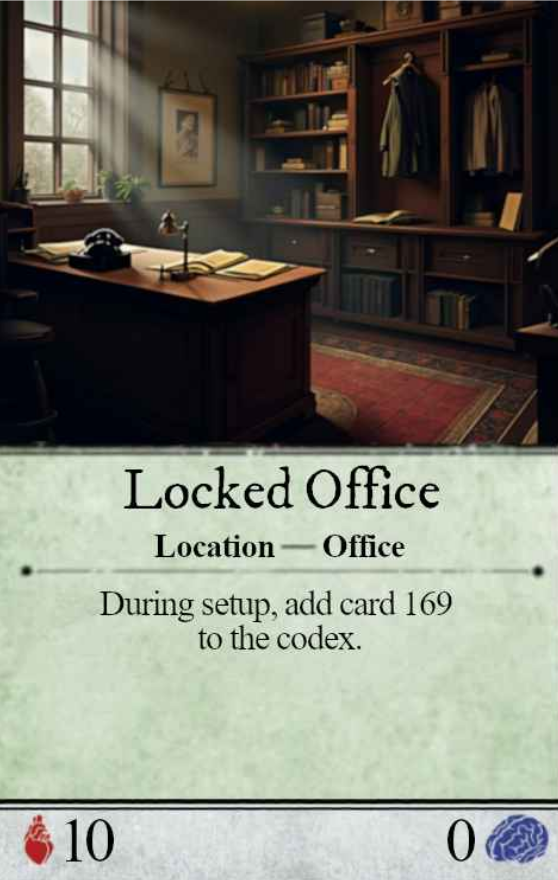 Locked Office
Location — Office
During setup, add card 169
to the codex.
10 0